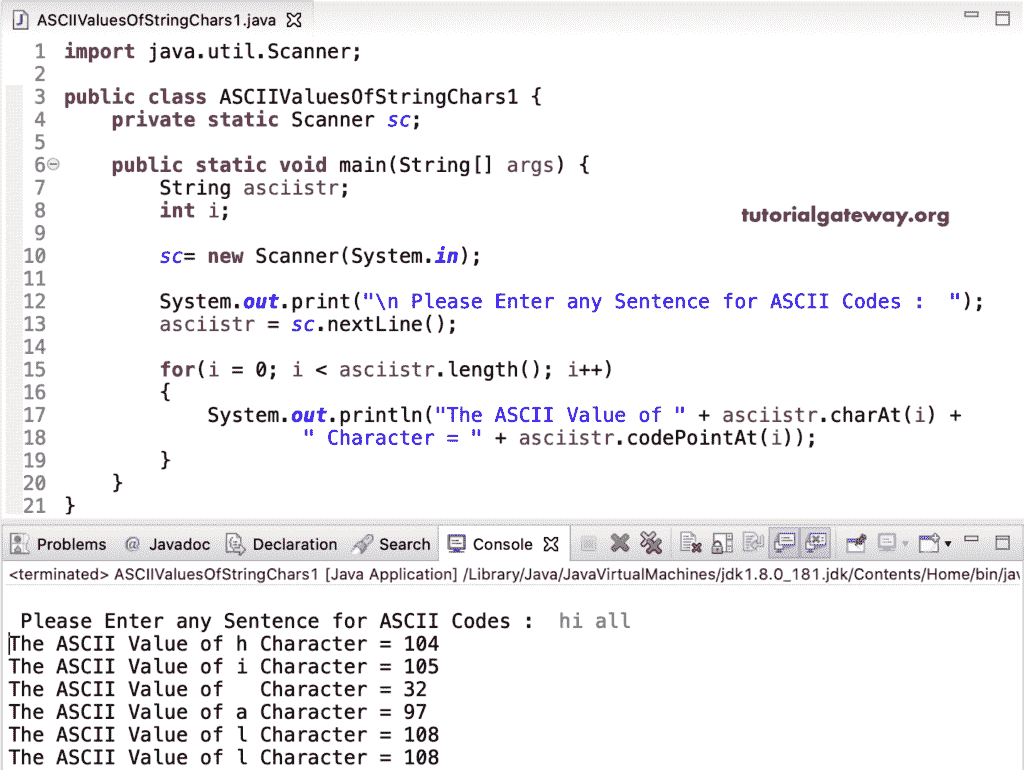 ASCIIValuesOfStringChars1.java
1 import java.util.Scanner;
2
3 public class ASCIIValuesOfStringChars1 {
4     private static Scanner sc;
5
6     public static void main(String[] args) {
7         String asciistr;
8         int i;
tutorialgateway.org
9
10         sc= new Scanner(System.in);
11
12         System.out.print("\n Please Enter any Sentence for ASCII Codes :  ");
13         asciistr = sc.nextLine();
14
15         for(i = 0; i < asciistr.length(); i++)
16         {
17             System.out.println("The ASCII Value of " + asciistr.charAt(i) +
18                     " Character = " + asciistr.codePointAt(i));
19         }
20     }
21 }
Problems @ Javadoc Declaration Search Console
<terminated> ASCIIValuesOfStringChars1 [Java Application] /Library/Java/JavaVirtualMachines/jdk1.8.0_181.jdk/Contents/Home/bin/jav
Please Enter any Sentence for ASCII Codes :  hi all
The ASCII Value of h Character = 104
The ASCII Value of i Character = 105
The ASCII Value of   Character = 32
The ASCII Value of a Character = 97
The ASCII Value of l Character = 108
The ASCII Value of l Character = 108